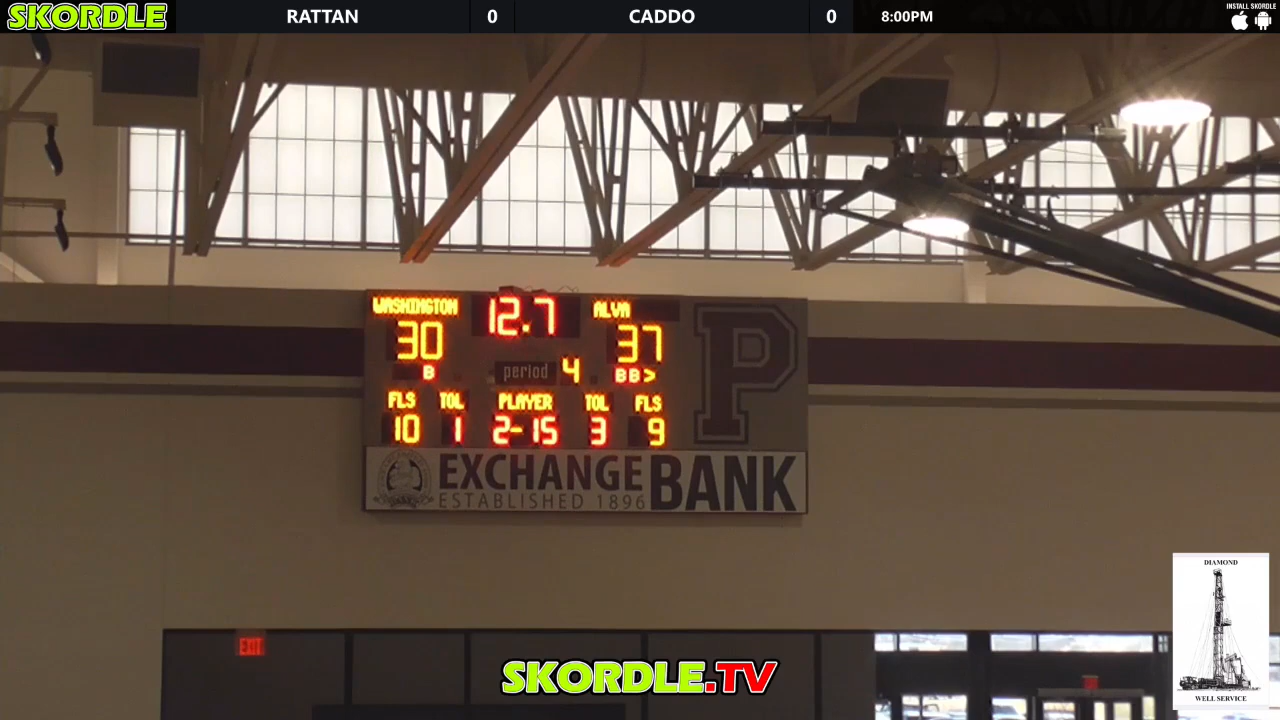 SKORDLE RATTAN 0 CADDO 0 8:00PM INSTALL SKORDLE
WASHINGTON 12.7 ALVA
30 37
B period 4 BB>
FLS TOL PLAYER TOL FLS
10 1 2-15 3 9
P
EXCHANGE BANK
ESTABLISHED 1896
DIAMOND
WELL SERVICE
EXIT
SKORDLE.TV